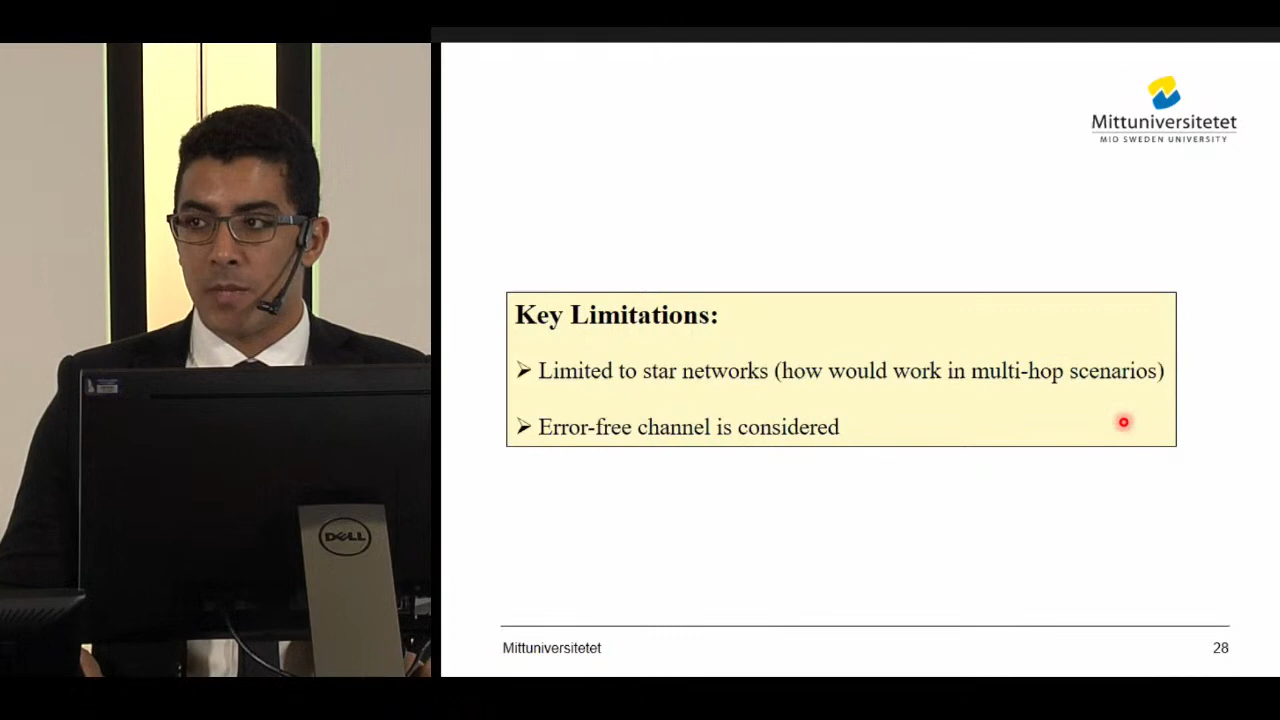 Mittuniversitetet
MID SWEDEN UNIVERSITY
Key Limitations:
➢ Limited to star networks (how would work in multi-hop scenarios)
➢ Error-free channel is considered
DELL
Mittuniversitetet
28